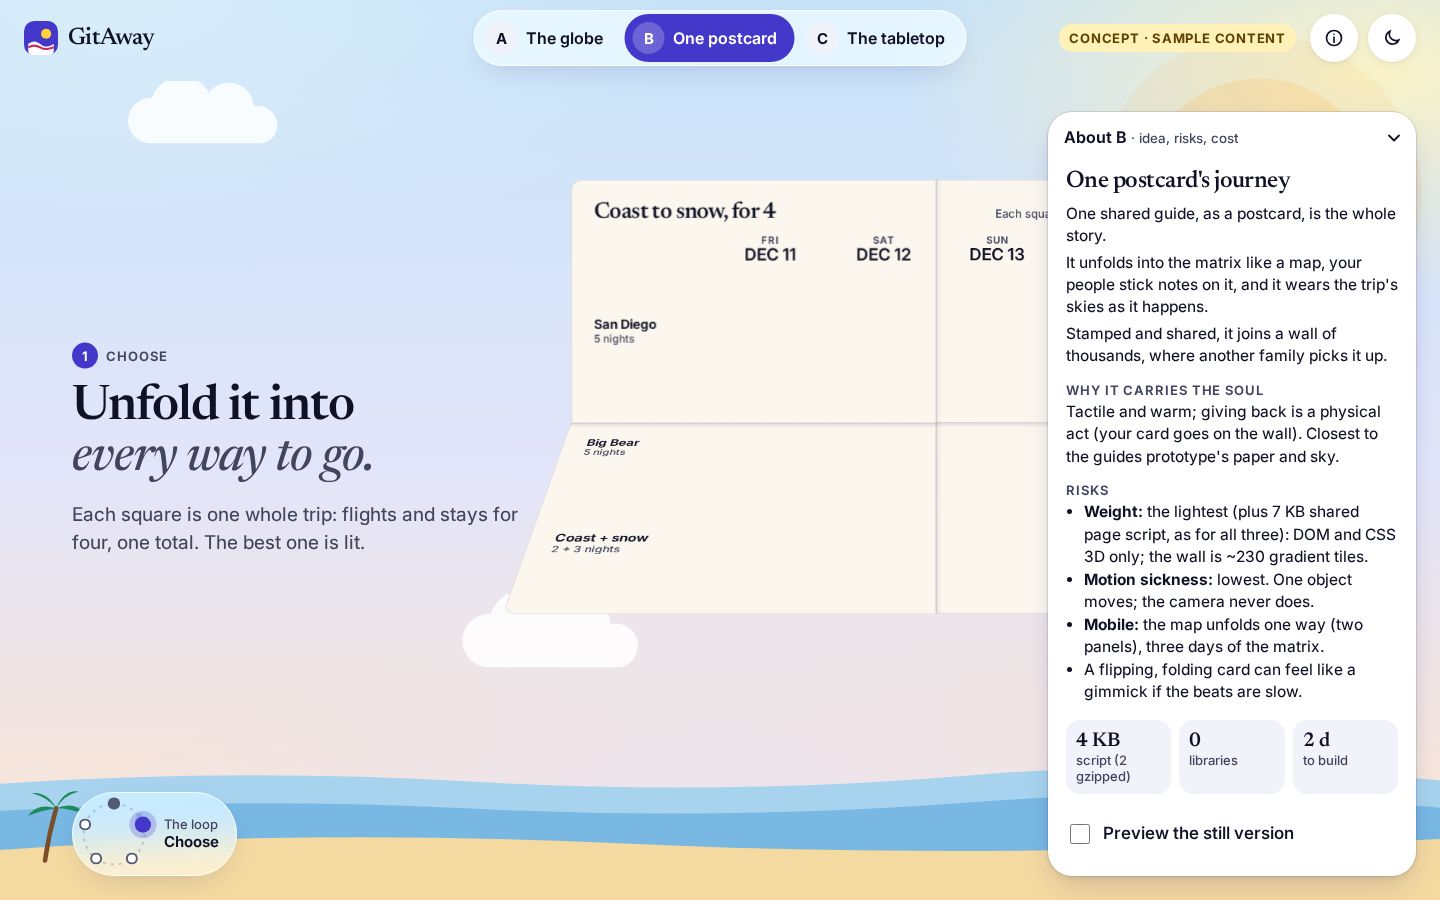 GitAway
A The globe
B One postcard
C The tabletop
CONCEPT · SAMPLE CONTENT
Coast to snow, for 4
Each squa
FRI
DEC 11
SAT
DEC 12
SUN
DEC 13
San Diego
5 nights
Big Bear
5 nights
Coast + snow
2 + 3 nights
1 CHOOSE
Unfold it into
every way to go.
Each square is one whole trip: flights and stays for
four, one total. The best one is lit.
The loop
Choose
About B · idea, risks, cost
One postcard's journey
One shared guide, as a postcard, is the whole
story.
It unfolds into the matrix like a map, your
people stick notes on it, and it wears the trip's
skies as it happens.
Stamped and shared, it joins a wall of
thousands, where another family picks it up.
WHY IT CARRIES THE SOUL
Tactile and warm; giving back is a physical
act (your card goes on the wall). Closest to
the guides prototype's paper and sky.
RISKS
• Weight: the lightest (plus 7 KB shared
page script, as for all three): DOM and CSS
3D only; the wall is ~230 gradient tiles.
• Motion sickness: lowest. One object
moves; the camera never does.
• Mobile: the map unfolds one way (two
panels), three days of the matrix.
• A flipping, folding card can feel like a
gimmick if the beats are slow.
4 KB
script (2
gzipped)
0
libraries
2 d
to build
Preview the still version